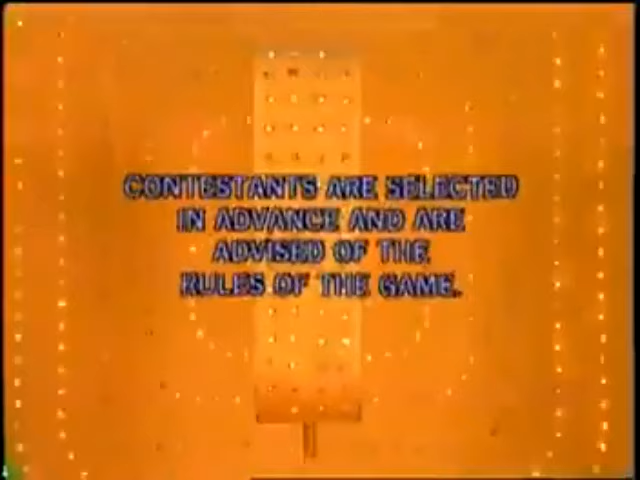 CONTESTANTS ARE SELECTED
IN ADVANCE AND ARE
ADVISED OF THE
RULES OF THE GAME.